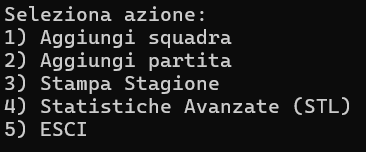 Seleziona azione:
1) Aggiungi squadra
2) Aggiungi partita
3) Stampa Stagione
4) Statistiche Avanzate (STL)
5) ESCI